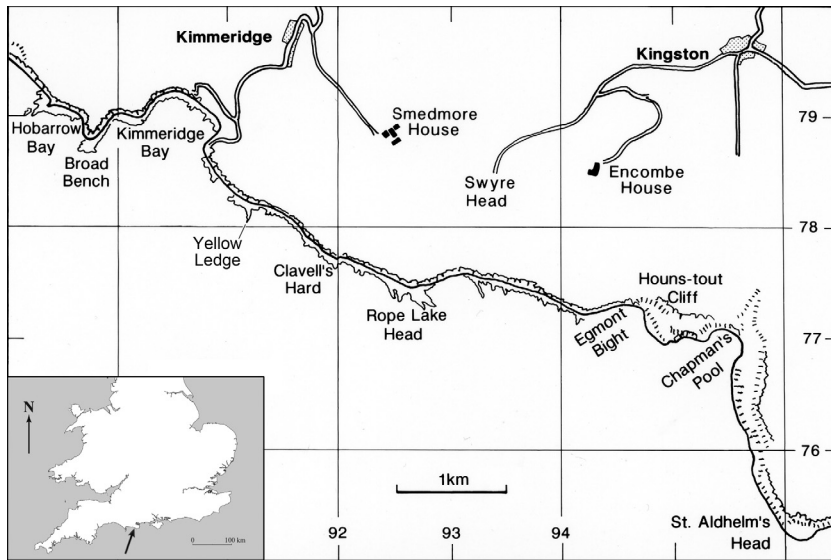 Kimmeridge
Kingston
Hobarrow
Bay
Kimmeridge
Bay
Broad
Bench
Smedmore
House
79
Swyre
Head
Encombe
House
Yellow
Ledge
78
Clavell's
Hard
Rope Lake
Head
Houns-tout
Cliff
Egmont
Bight
Chapman's
Pool
77
N
76
1km
92
93
94
St. Aldhelm's
Head
0
100 km